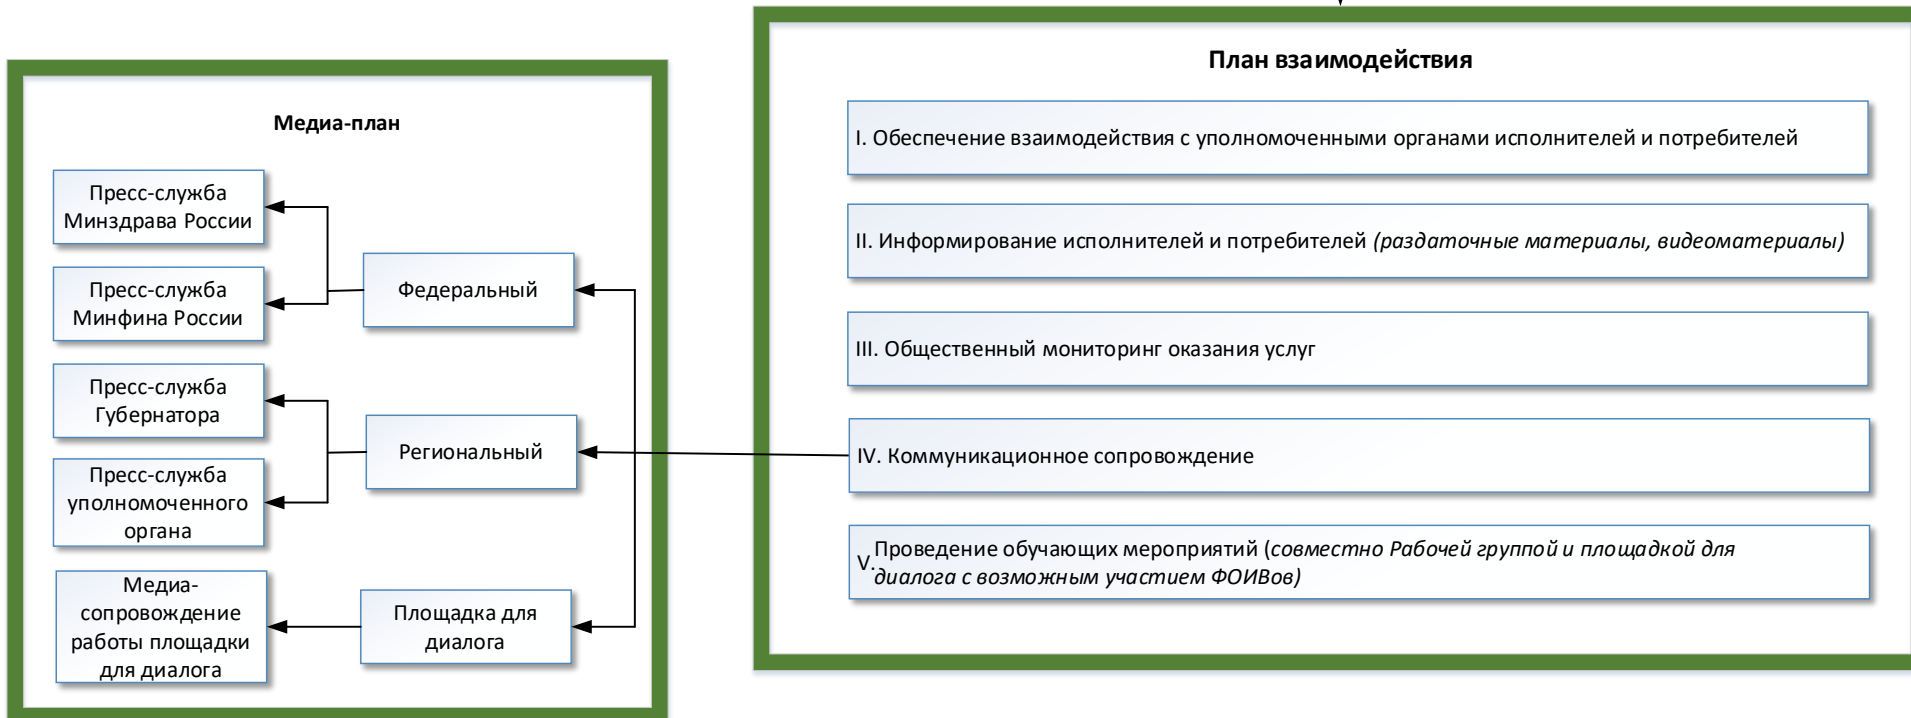 Медиа-план
Пресс-служба
Минздрава России
Пресс-служба
Минфина России
Федеральный
Пресс-служба
Губернатора
Пресс-служба
уполномоченного
органа
Региональный
Медиа-
сопровождение
работы площадки
для диалога
Площадка для
диалога
План взаимодействия
I. Обеспечение взаимодействия с уполномоченными органами исполнителей и потребителей
II. Информирование исполнителей и потребителей (раздаточные материалы, видеоматериалы)
III. Общественный мониторинг оказания услуг
IV. Коммуникационное сопровождение
V. Проведение обучающих мероприятий (совместно Рабочей группой и площадкой для
диалога с возможным участием ФОИВов)